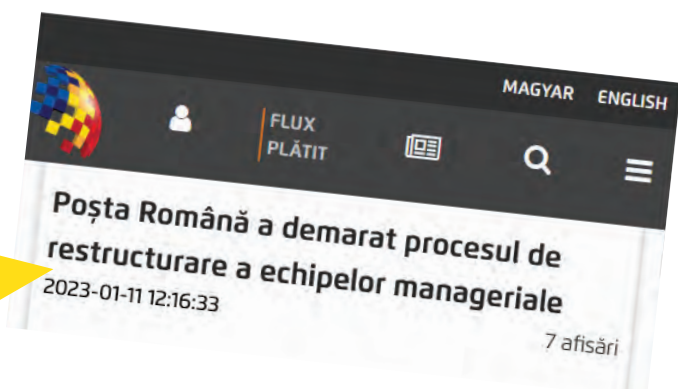 MAGYAR ENGLISH
FLUX
PLĂTIT
Poșta Română a demarat procesul de
restructurare a echipelor manageriale
2023-01-11 12:16:33
7 afisări